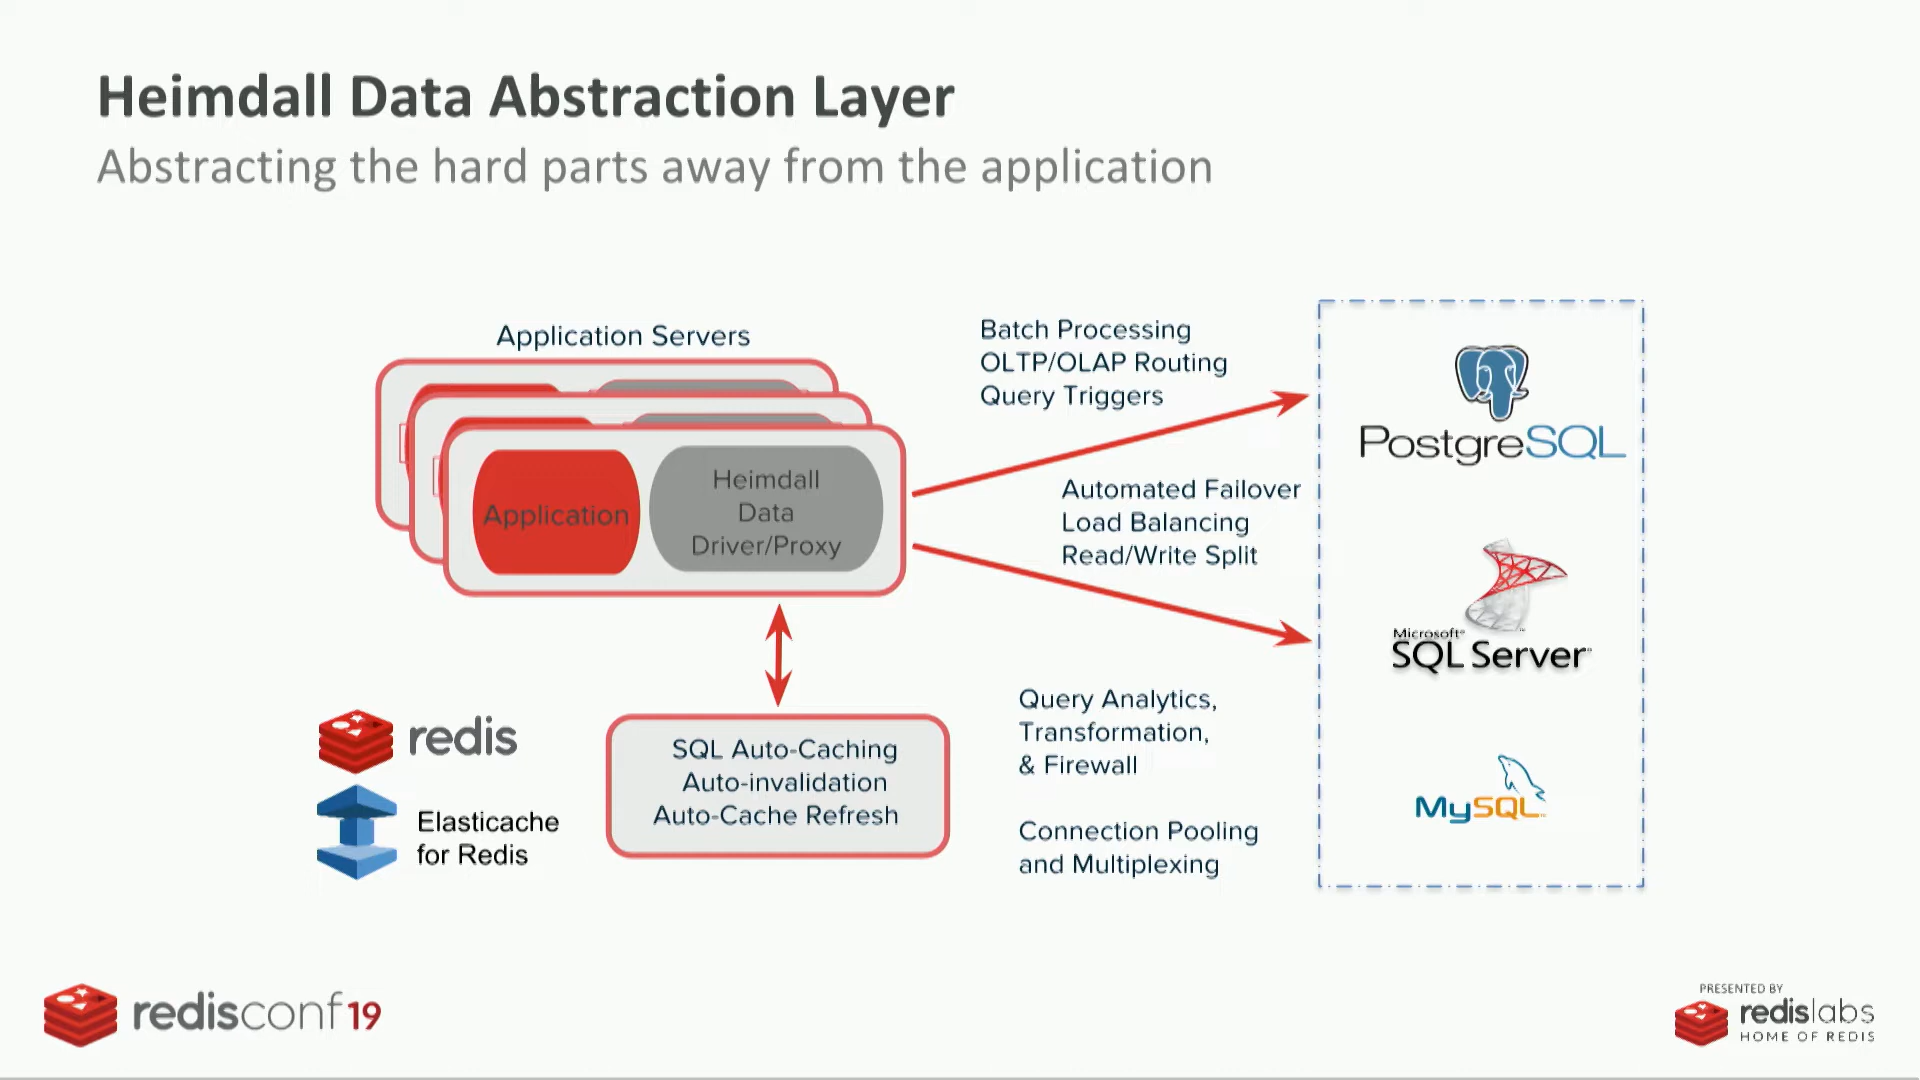 Heimdall Data Abstraction Layer
Abstracting the hard parts away from the application
Application Servers
Application
Heimdall
Data
Driver/Proxy
Batch Processing
OLTP/OLAP Routing
Query Triggers
Automated Failover
Load Balancing
Read/Write Split
PostgreSQL
Microsoft®
SQL Server™
MySQL™
redis
Elasticache
for Redis
SQL Auto-Caching
Auto-invalidation
Auto-Cache Refresh
Query Analytics,
Transformation,
& Firewall
Connection Pooling
and Multiplexing
redisconf19
PRESENTED BY
redislabs
HOME OF REDIS